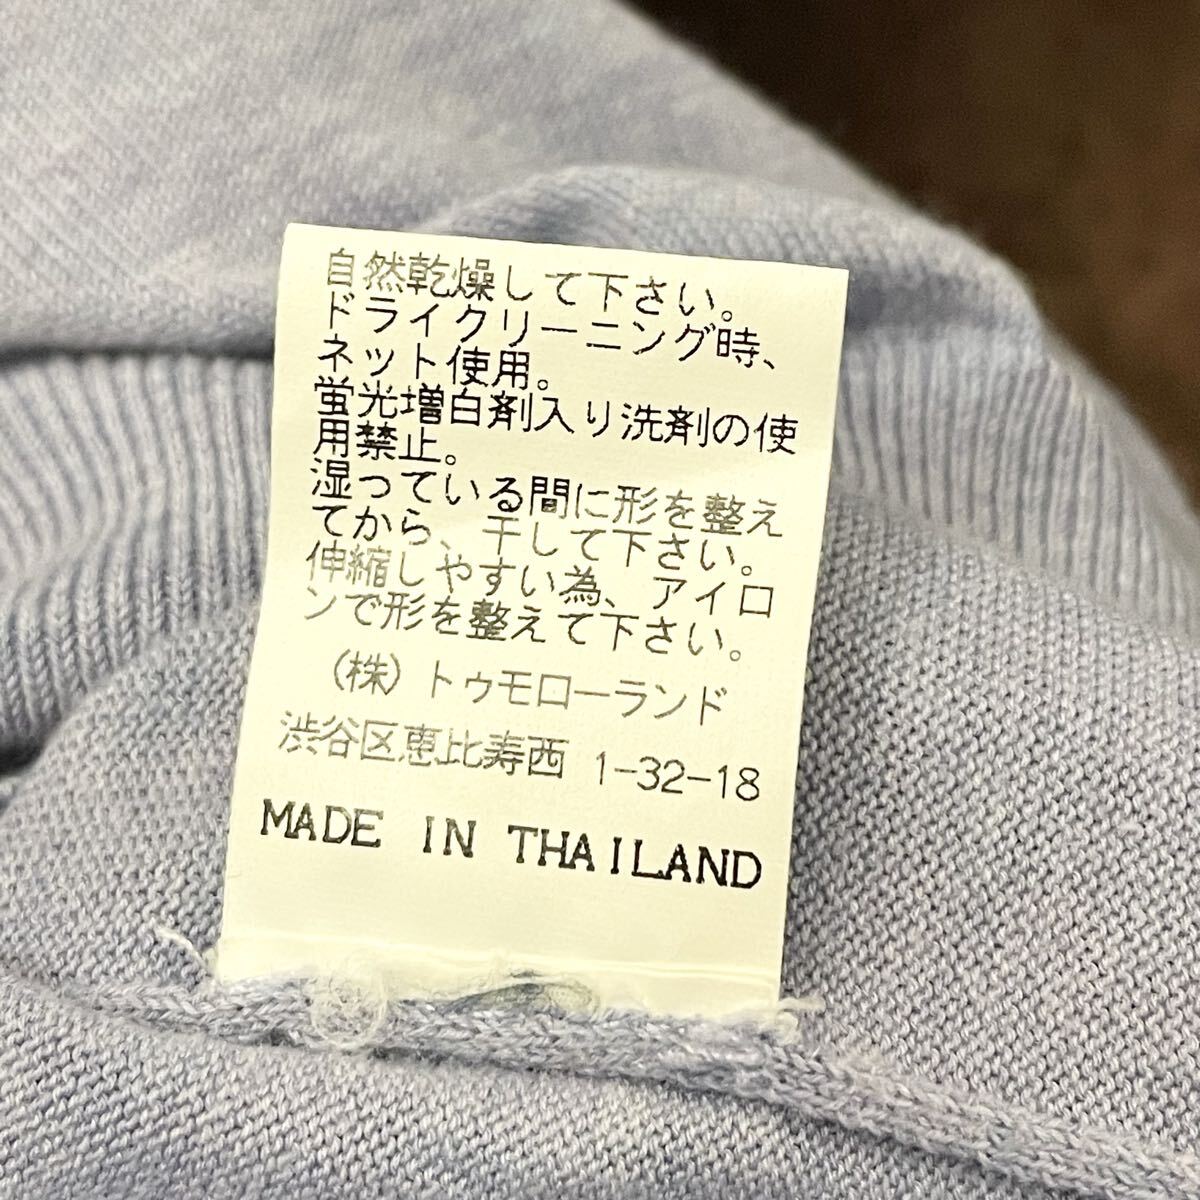 自然乾燥して下さい。
ドライクリーニング時、
ネット使用。
蛍光増白剤入り洗剤の使
用禁止。
湿っている間に形を整え
てから、干して下さい。
伸縮しやすい為、アイロ
ンで形を整えて下さい。
(株)トゥモローランド
渋谷区恵比寿西 1-32-18
MADE IN THAILAND